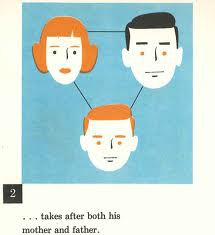 2
. . . takes after both his
mother and father.